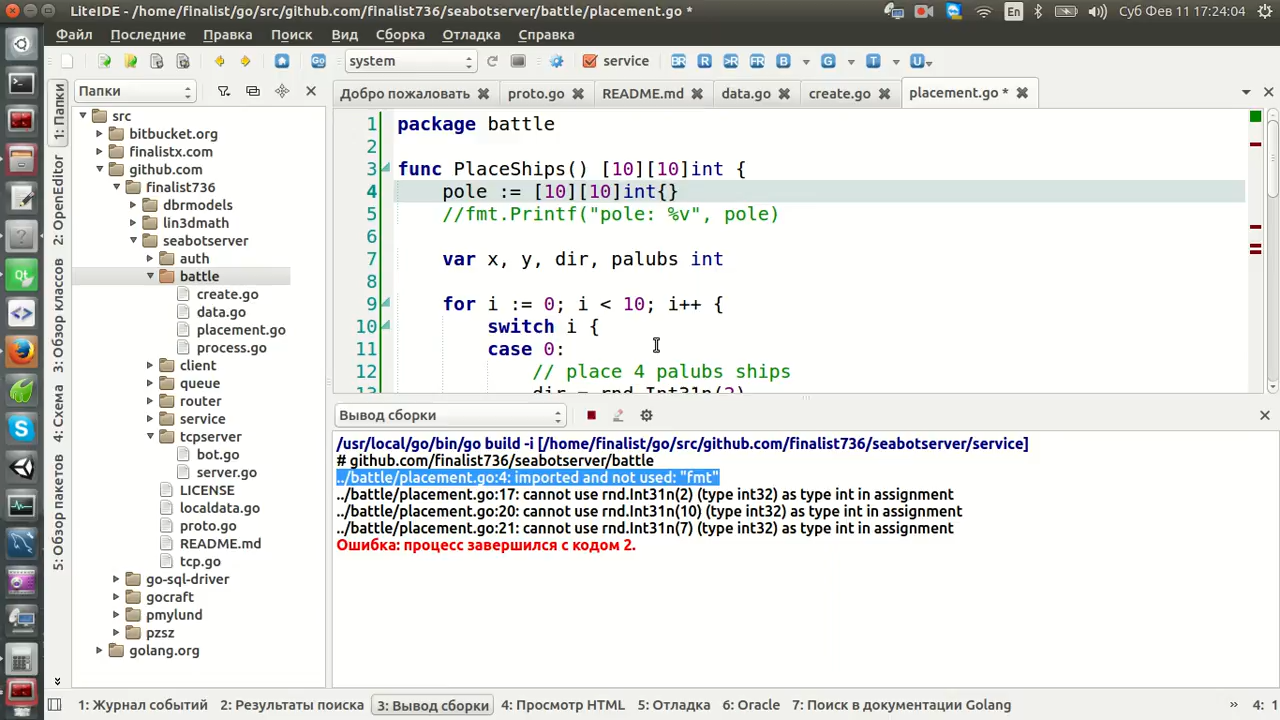 LiteIDE - /home/finalist/go/src/github.com/finalist736/seabotserver/battle/placement.go *
En
Суб Фев 11 17:24:04
Файл Последние Правка Поиск Вид Сборка Отладка Справка
system
service
BR R >R FR B G T U
1: Папки
2: OpenEditor
3: Обзор классов
4: Схема
5: Обзор пакетов
Папки
src
bitbucket.org
finalistx.com
github.com
finalist736
dbrmodels
lin3dmath
seabotserver
auth
battle
create.go
data.go
placement.go
process.go
client
queue
router
service
tcpserver
bot.go
server.go
LICENSE
localdata.go
proto.go
README.md
tcp.go
go-sql-driver
gocraft
pmylund
pzsz
golang.org
Добро пожаловать proto.go README.md data.go create.go placement.go *
1 package battle
2
3 func PlaceShips() [10][10]int {
4 pole := [10][10]int{}
5 //fmt.Printf("pole: %v", pole)
6
7 var x, y, dir, palubs int
8
9 for i := 0; i < 10; i++ {
10 switch i {
11 case 0:
12 // place 4 palubs ships
13 dir = rnd.Int31n(2)
Вывод сборки
/usr/local/go/bin/go build -i [/home/finalist/go/src/github.com/finalist736/seabotserver/service]
# github.com/finalist736/seabotserver/battle
../battle/placement.go:4: imported and not used: "fmt"
../battle/placement.go:17: cannot use rnd.Int31n(2) (type int32) as type int in assignment
../battle/placement.go:20: cannot use rnd.Int31n(10) (type int32) as type int in assignment
../battle/placement.go:21: cannot use rnd.Int31n(7) (type int32) as type int in assignment
Ошибка: процесс завершился с кодом 2.
1: Журнал событий 2: Результаты поиска 3: Вывод сборки 4: Просмотр HTML 5: Отладка 6: Oracle 7: Поиск в документации Golang » 4: 1